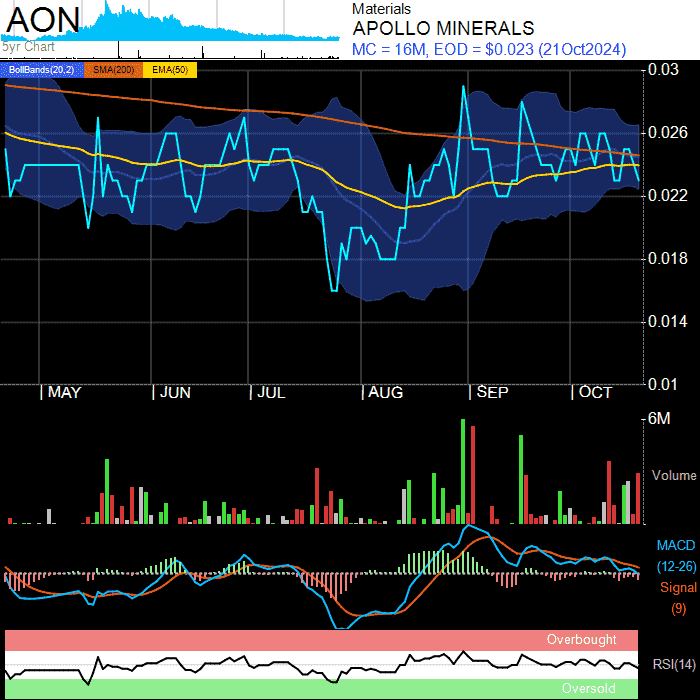 AON
5yr Chart
Materials
APOLLO MINERALS
MC = 16M, EOD = $0.023 (21Oct2024)
BollBands(20,2) SMA(200) EMA(50)
0.03
0.026
0.022
0.018
0.014
0.01
MAY JUN JUL AUG SEP OCT
6M
Volume
MACD
(12-26)
Signal
(9)
Overbought
RSI(14)
Oversold